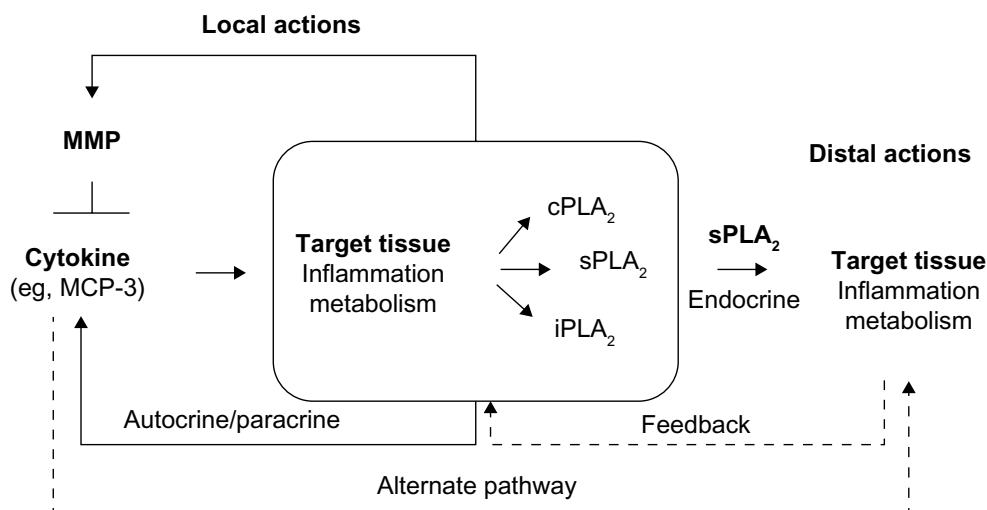 Local actions
MMP
Distal actions
cPLA₂
sPLA₂
Target tissue
Inflammation
metabolism
sPLA₂
iPLA₂
Cytokine
(eg, MCP-3)
Endocrine
Target tissue
Inflammation
metabolism
Autocrine/paracrine
Feedback
Alternate pathway